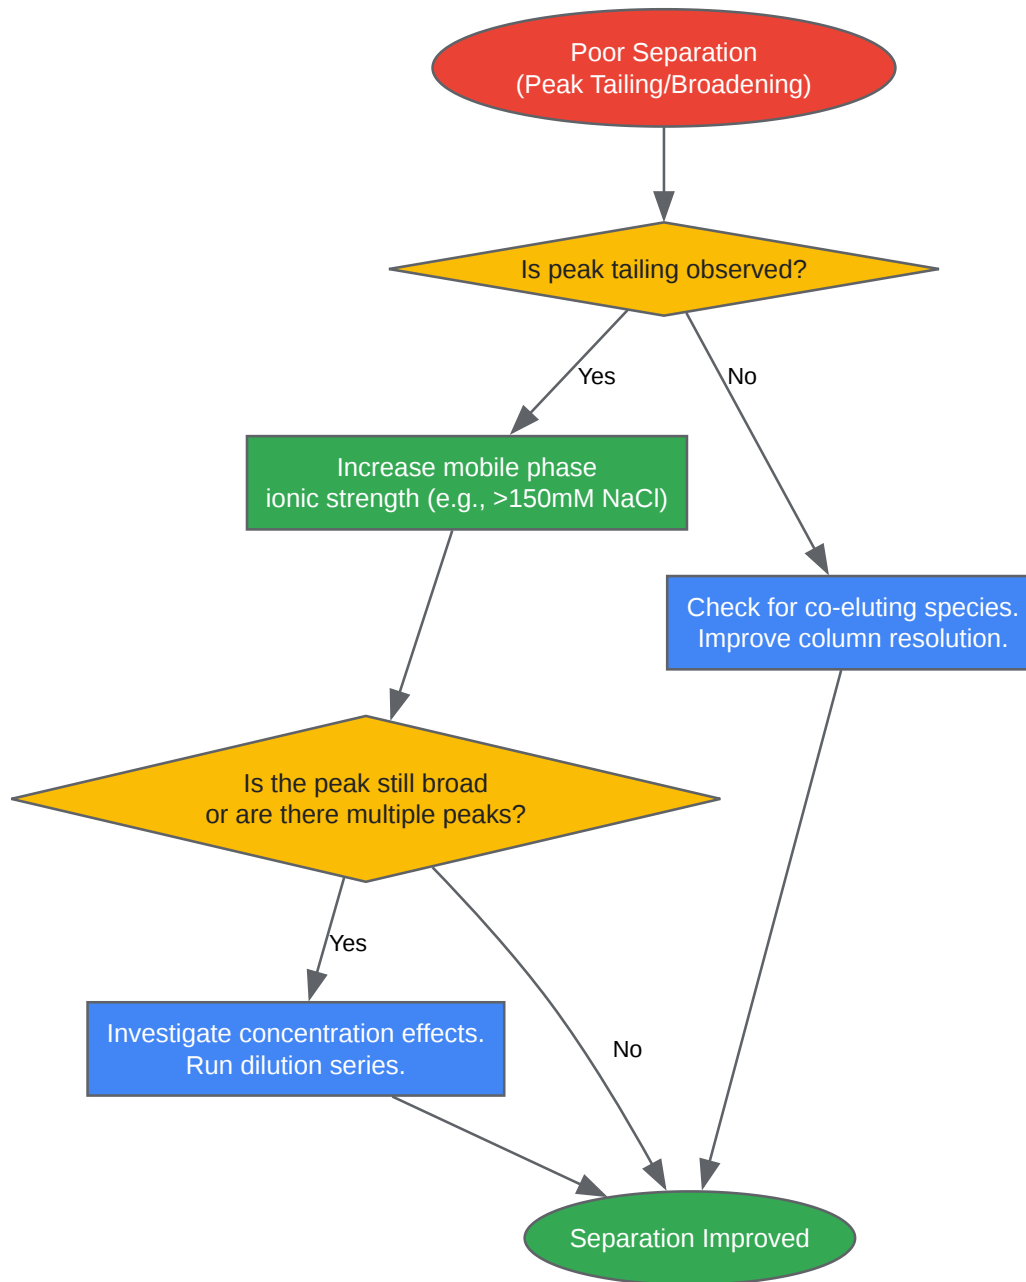 Poor Separation
(Peak Tailing/Broadening)
Is peak tailing observed?
Yes
No
Increase mobile phase
ionic strength (e.g., >150mM NaCl)
Check for co-eluting species.
Improve column resolution.
Is the peak still broad
or are there multiple peaks?
Yes
Investigate concentration effects.
Run dilution series.
No
Separation Improved